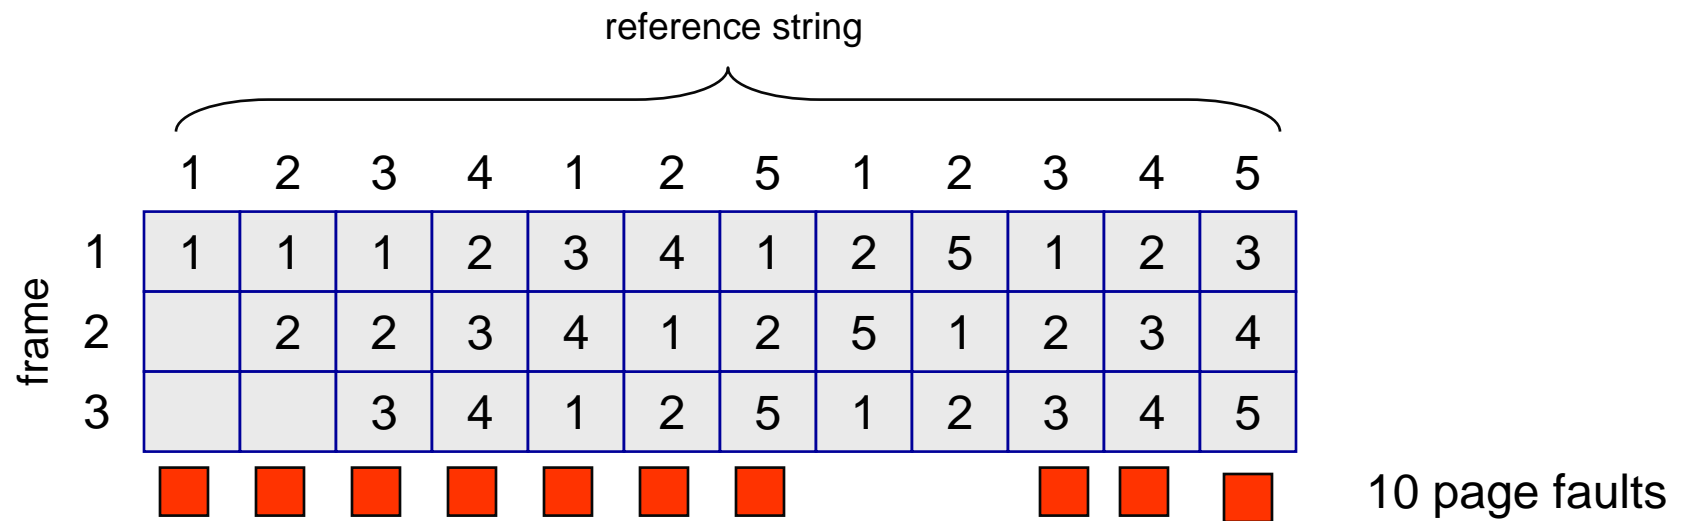 reference string
1 2 3 4 1 2 5 1 2 3 4 5
frame
1 1 1 1 2 3 4 1 2 5 1 2 3
2 2 2 3 4 1 2 5 1 2 3 4
3 3 4 1 2 5 1 2 3 4 5
10 page faults